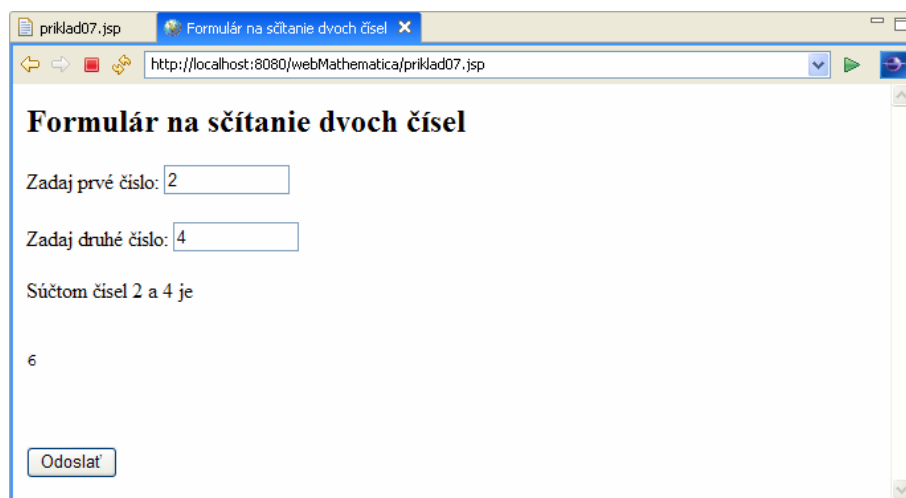 priklad07.jsp
Formulár na sčítanie dvoch čísel
http://localhost:8080/webMathematica/priklad07.jsp
Formulár na sčítanie dvoch čísel
Zadaj prvé číslo: 2
Zadaj druhé číslo: 4
Súčtom čísel 2 a 4 je
6
Odoslať